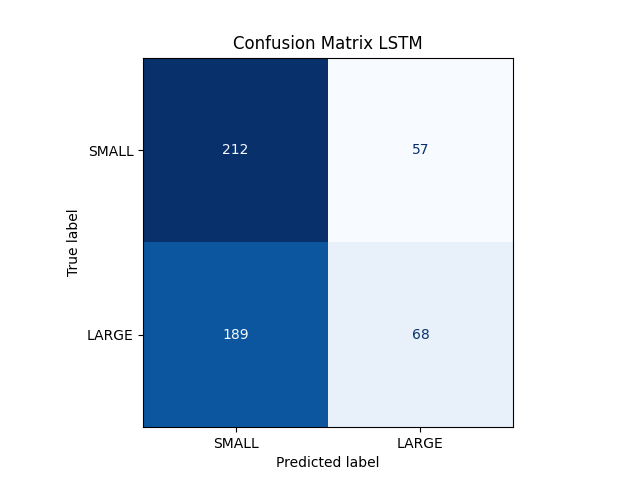 Confusion Matrix LSTM
True label
SMALL
212
57
LARGE
189
68
SMALL
LARGE
Predicted label